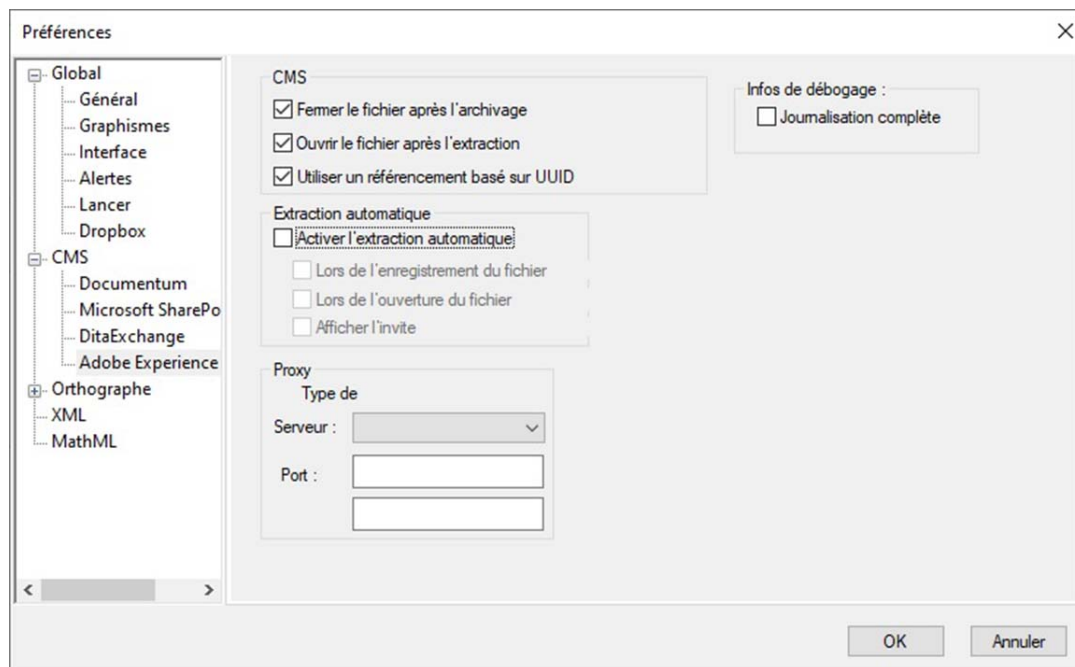 Préférences
Global
Général
Graphismes
Interface
Alertes
Lancer
Dropbox
CMS
Documentum
Microsoft SharePo
DitaExchange
Adobe Experience
Orthographe
XML
MathML
CMS
Fermer le fichier après l'archivage
Ouvrir le fichier après l'extraction
Utiliser un référencement basé sur UUID
Infos de débogage :
Journalisation complète
Extraction automatique
Activer l'extraction automatique
Lors de l'enregistrement du fichier
Lors de l'ouverture du fichier
Afficher l'invite
Proxy
Type de
Serveur :
Port :
OK
Annuler